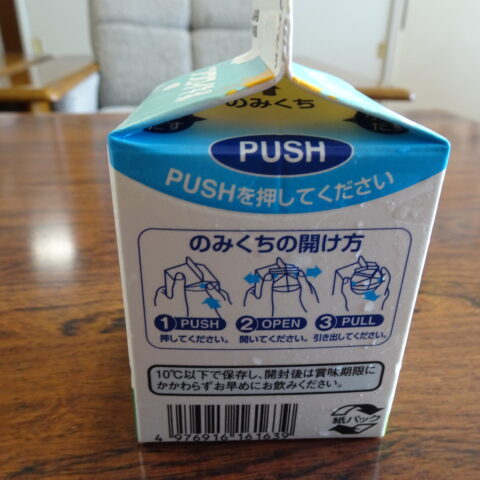 のみくち
PUSH
PUSHを押してください
のみくちの開け方
1 PUSH
押してください。
2 OPEN
開いてください。
3 PULL
引き出してください。
10℃以下で保存し、開封後は賞味期限に
かかわらずお早めにお飲みください。
4 976916 161639
紙パック